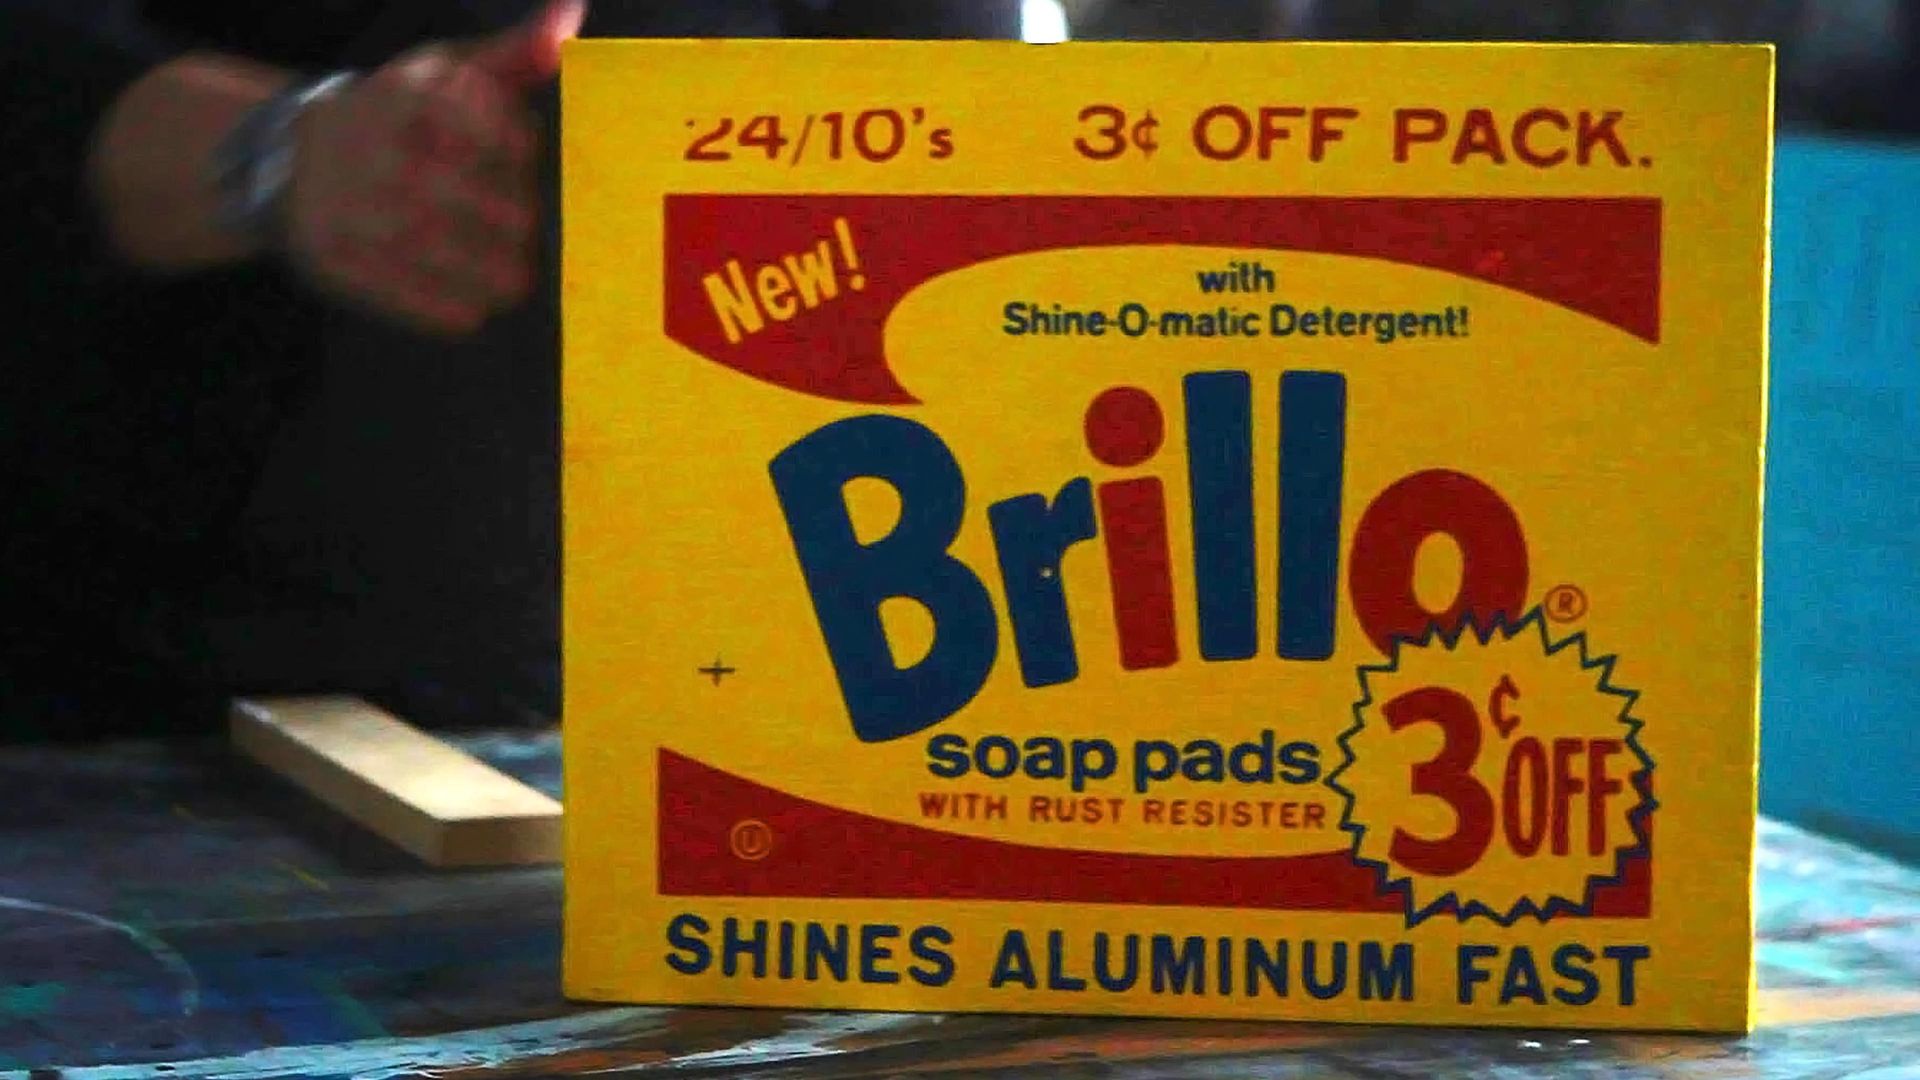 24/10's 3¢ OFF PACK.
New!
with
Shine-O-matic Detergent!
Brillo®
soap pads
WITH RUST RESISTER
3¢ OFF
U
SHINES ALUMINUM FAST